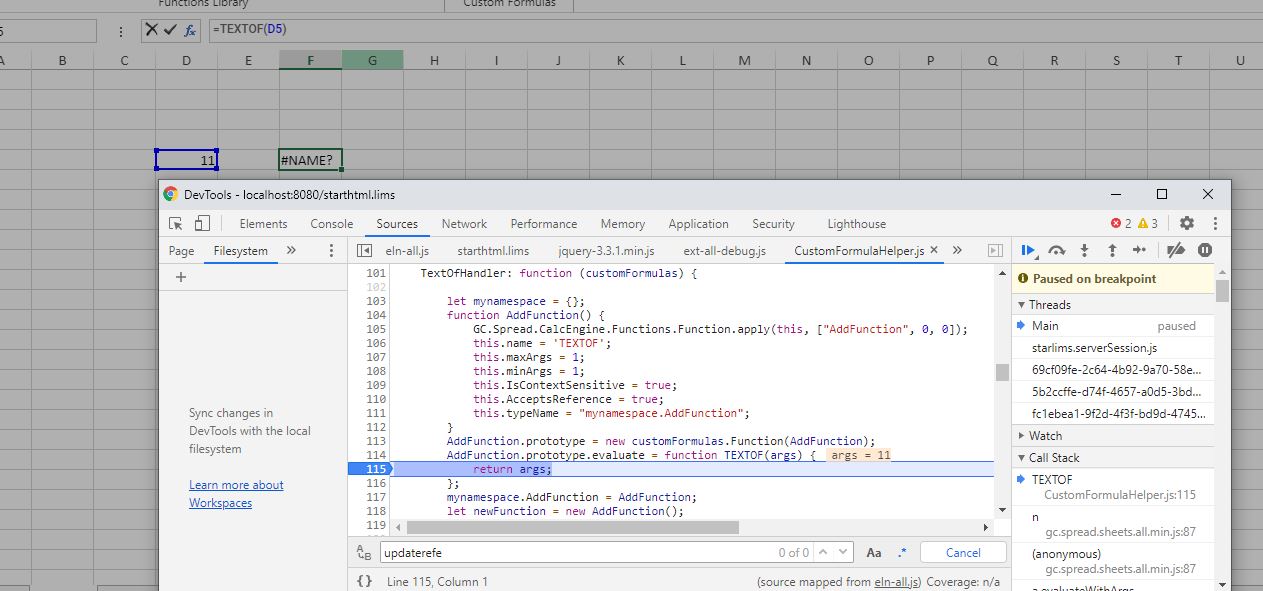 Functions Library
Custom Formulas
5
fx
=TEXTOF(D5)
A B C D E F G H I J K L M N O P Q R S T U
11
#NAME?
DevTools - localhost:8080/starthtml.lims
Elements Console Sources Network Performance Memory Application Security Lighthouse
2 3
Page Filesystem »
eln-all.js starthtml.lims jquery-3.3.1.min.js ext-all-debug.js CustomFormulaHelper.js × »
Sync changes in
DevTools with the local
filesystem
Learn more about
Workspaces
101 TextOfHandler: function (customFormulas) {
102
103 let mynamespace = {};
104 function AddFunction() {
105 GC.Spread.CalcEngine.Functions.Function.apply(this, ["AddFunction", 0, 0]);
106 this.name = 'TEXTOF';
107 this.maxArgs = 1;
108 this.minArgs = 1;
109 this.IsContextSensitive = true;
110 this.AcceptsReference = true;
111 this.typeName = "mynamespace.AddFunction";
112 }
113 AddFunction.prototype = new customFormulas.Function(AddFunction);
114 AddFunction.prototype.evaluate = function TEXTOF(args) { args = 11
115 return args;
116 };
117 mynamespace.AddFunction = AddFunction;
118 let newFunction = new AddFunction();
119
updaterefe
0 of 0
Aa .* Cancel
{} Line 115, Column 1
(source mapped from eln-all.js) Coverage: n/a
Paused on breakpoint
Threads
Main paused
starlims.serverSession.js
69cf09fe-2c64-4b92-9a70-58e...
5b2ccffe-d74f-4657-a0d5-3bd...
fc1ebea1-9f2d-4f3f-bd9d-4745...
Watch
Call Stack
TEXTOF
CustomFormulaHelper.js:115
n
gc.spread.sheets.all.min.js:87
(anonymous)
gc.spread.sheets.all.min.js:87
a.evaluateWithArgs